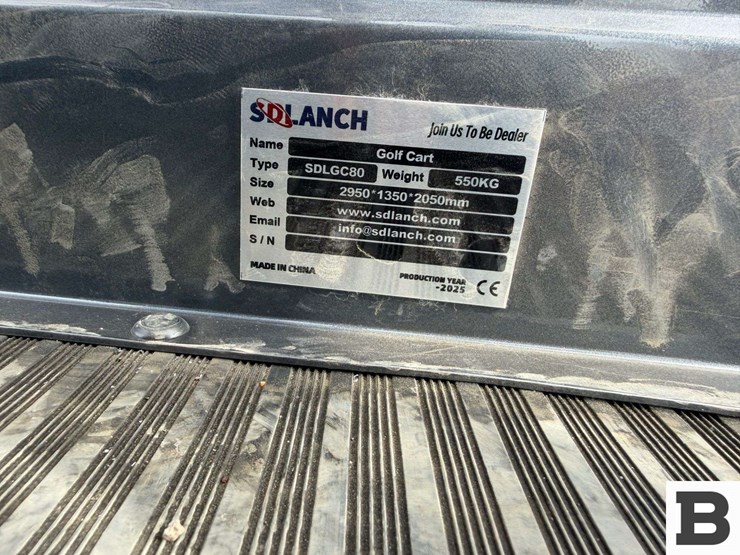 SDLANCH
Join Us To Be Dealer
Name Golf Cart
Type SDLGC80 Weight 550KG
Size 2950*1350*2050mm
Web www.sdlanch.com
Email info@sdlanch.com
S / N
MADE IN CHINA
PRODUCTION YEAR
-2025
CE
B